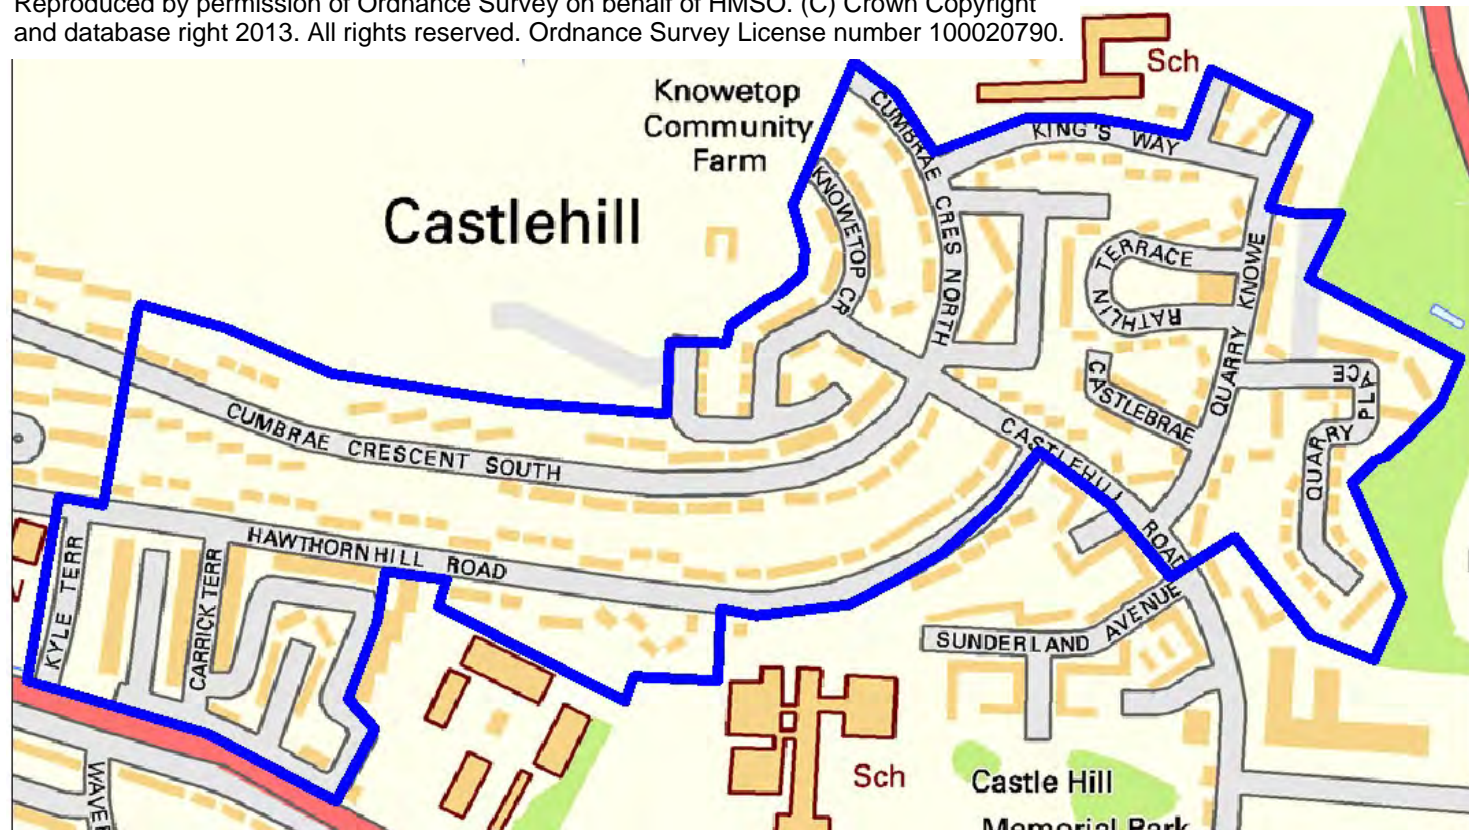 Reproduced by permission of Ordnance Survey on behalf of HMSO. (C) Crown Copyright
and database right 2013. All rights reserved. Ordnance Survey License number 100020790.
Sch
Knowetop
Community
Farm
CUMBRAE CRES NORTH
KING'S WAY
KNOWETOP CR
Castlehill
TERRACE
RATHLIN
QUARRY KNOWE
CASTLEBRAE
QUARRY PLACE
CUMBRAE CRESCENT SOUTH
CASTLEHILL ROAD
HAWTHORNHILL ROAD
KYLE TERR
CARRICK TERR
SUNDERLAND AVENUE
WAVE
Sch
Castle Hill
Memorial Park